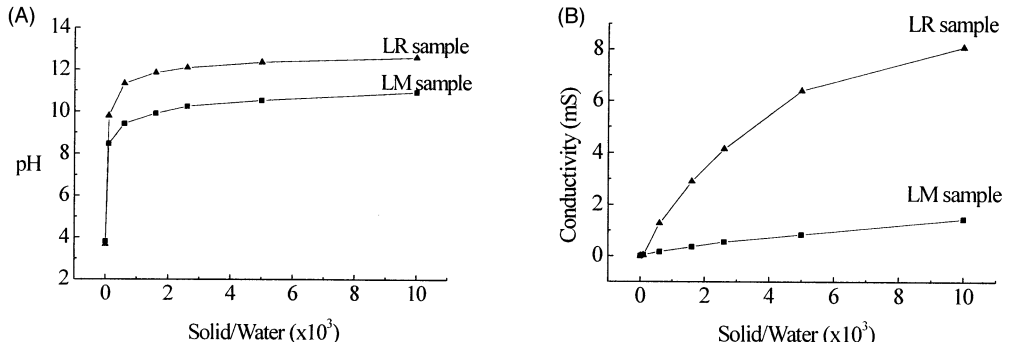 (A)
14
12
10
8
6
4
2
pH
LR sample
LM sample
0 2 4 6 8 10
Solid/Water (x10³)
(B)
8
6
4
2
0
Conductivity (mS)
LR sample
LM sample
0 2 4 6 8 10
Solid/Water (x10³)